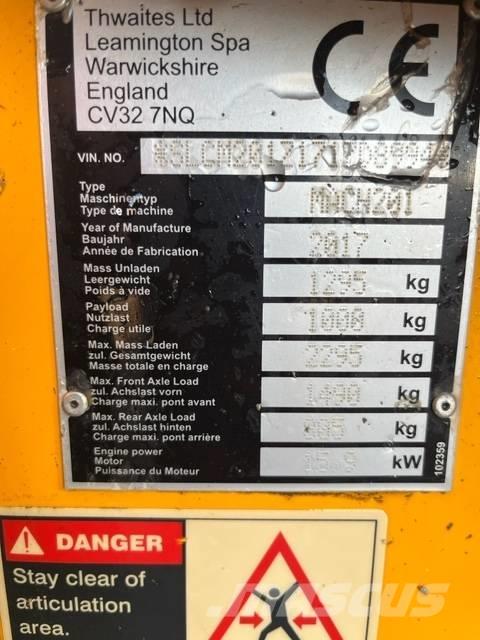 Thwaites Ltd
Leamington Spa
Warwickshire
England
CV32 7NQ
CE
VIN. NO.
Type
Maschinentyp
Type de machine
MACH201
Year of Manufacture
Baujahr
Année de Fabrication
2017
Mass Unladen
Leergewicht
Poids à vide
1295 kg
Payload
Nutzlast
Charge utile
1000 kg
Max. Mass Laden
zul. Gesamtgewicht
Masse totale en charge
2295 kg
Max. Front Axle Load
zul. Achslast vorn
Charge maxi. pont avant
kg
Max. Rear Axle Load
zul. Achslast hinten
Charge maxi. pont arrière
kg
Engine power
Motor
Puissance du Moteur
kW
102359
DANGER
Stay clear of
articulation
area.
mascus